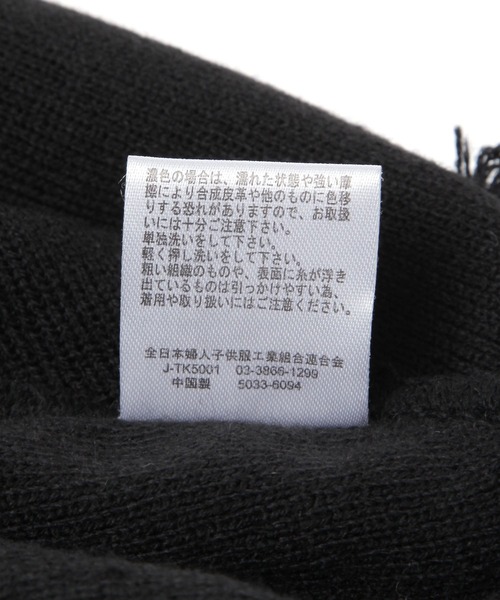 濃色の場合は、濡れた状態や強い摩
擦により合成皮革や他のものに色移
りする恐れがありますので、お取扱
いには十分ご注意下さい。
単独洗いをして下さい。
軽く押し洗いをして下さい。
粗い組織のものや、表面に糸が浮き
出ているものは引っかけやすい為、
着用や取り扱いにはご注意ください。
全日本婦人子供服工業組合連合会
J-TK5001 03-3866-1299
中国製 5033-6094